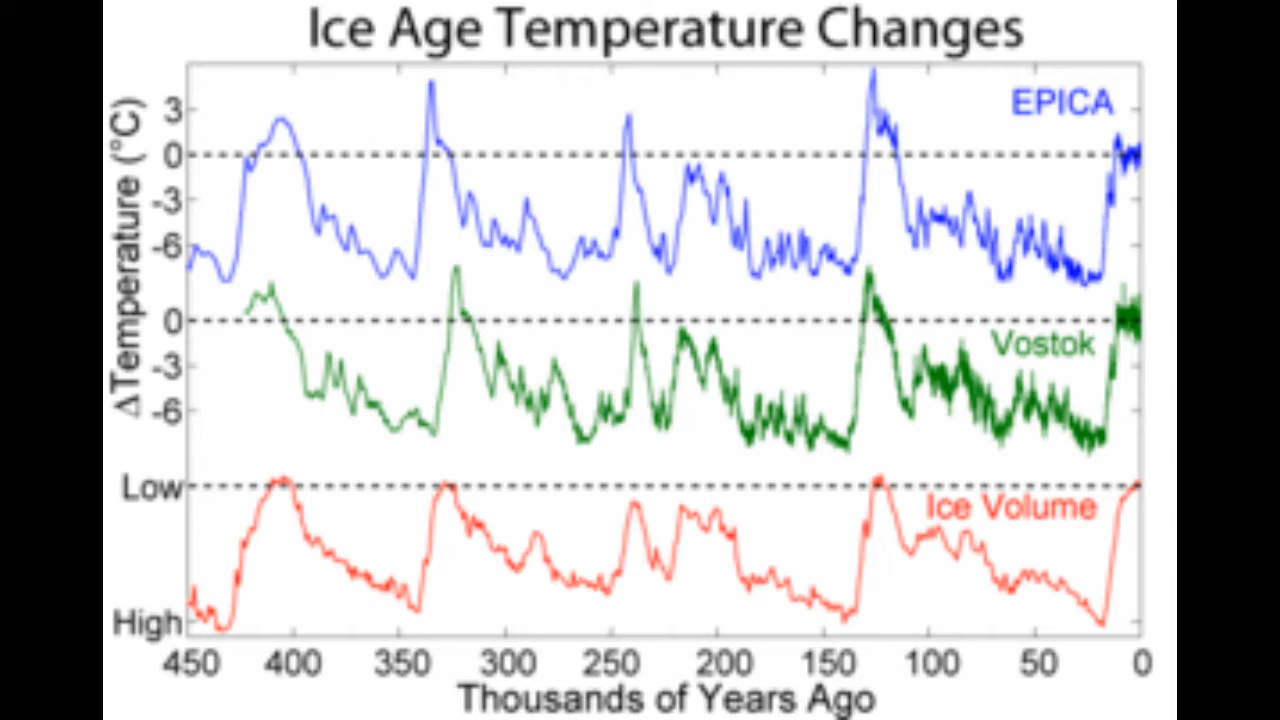 Ice Age Temperature Changes
ΔTemperature (°C)
3
0
-3
-6
EPICA
0
-3
-6
Vostok
Low
High
Ice Volume
450 400 350 300 250 200 150 100 50 0
Thousands of Years Ago